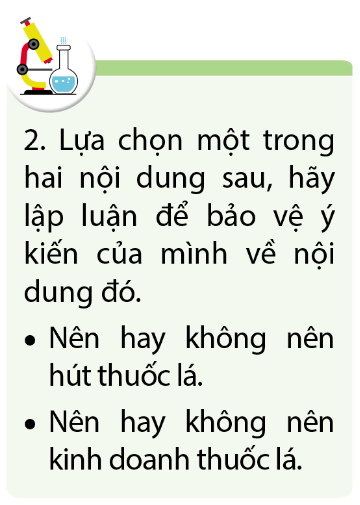 2. Lựa chọn một trong
hai nội dung sau, hãy
lập luận để bảo vệ ý
kiến của mình về nội
dung đó.
• Nên hay không nên
hút thuốc lá.
• Nên hay không nên
kinh doanh thuốc lá.